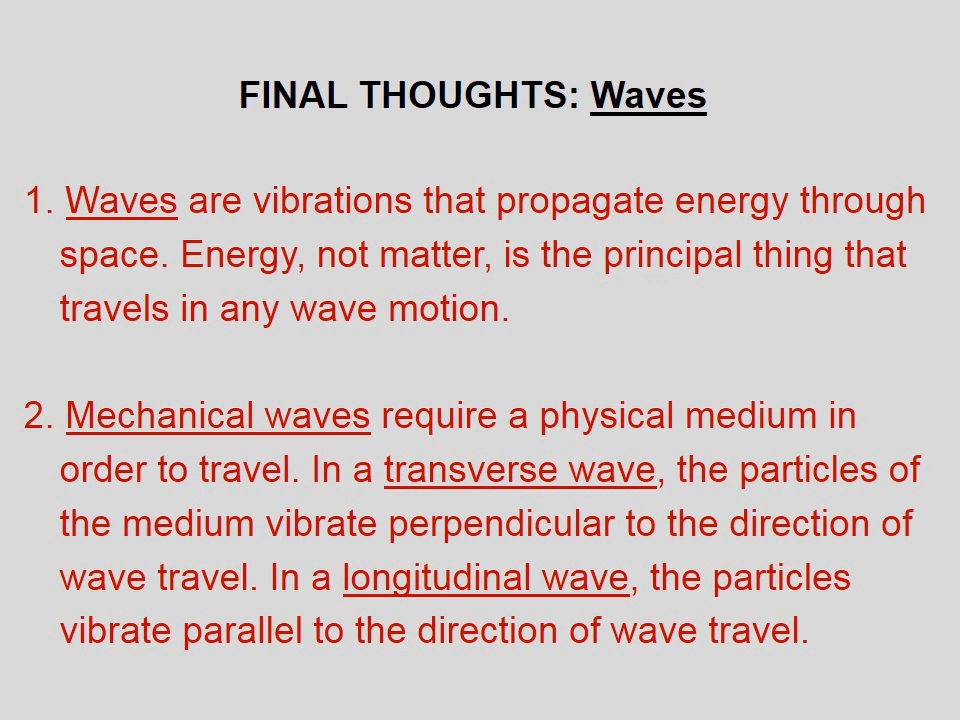 FINAL THOUGHTS: Waves
1. Waves are vibrations that propagate energy through
space. Energy, not matter, is the principal thing that
travels in any wave motion.
2. Mechanical waves require a physical medium in
order to travel. In a transverse wave, the particles of
the medium vibrate perpendicular to the direction of
wave travel. In a longitudinal wave, the particles
vibrate parallel to the direction of wave travel.